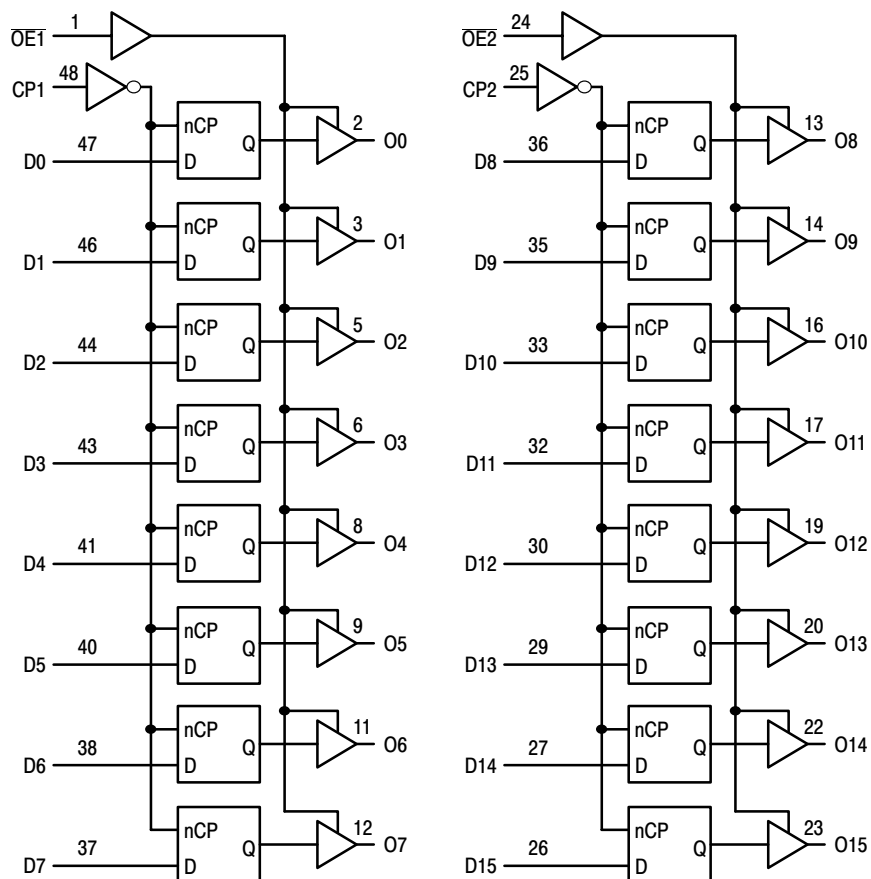 OE1 1
CP1 48
nCP
D0 47 D Q 2 O0
nCP
D1 46 D Q 3 O1
nCP
D2 44 D Q 5 O2
nCP
D3 43 D Q 6 O3
nCP
D4 41 D Q 8 O4
nCP
D5 40 D Q 9 O5
nCP
D6 38 D Q 11 O6
nCP
D7 37 D Q 12 O7
OE2 24
CP2 25
nCP
D8 36 D Q 13 O8
nCP
D9 35 D Q 14 O9
nCP
D10 33 D Q 16 O10
nCP
D11 32 D Q 17 O11
nCP
D12 30 D Q 19 O12
nCP
D13 29 D Q 20 O13
nCP
D14 27 D Q 22 O14
nCP
D15 26 D Q 23 O15